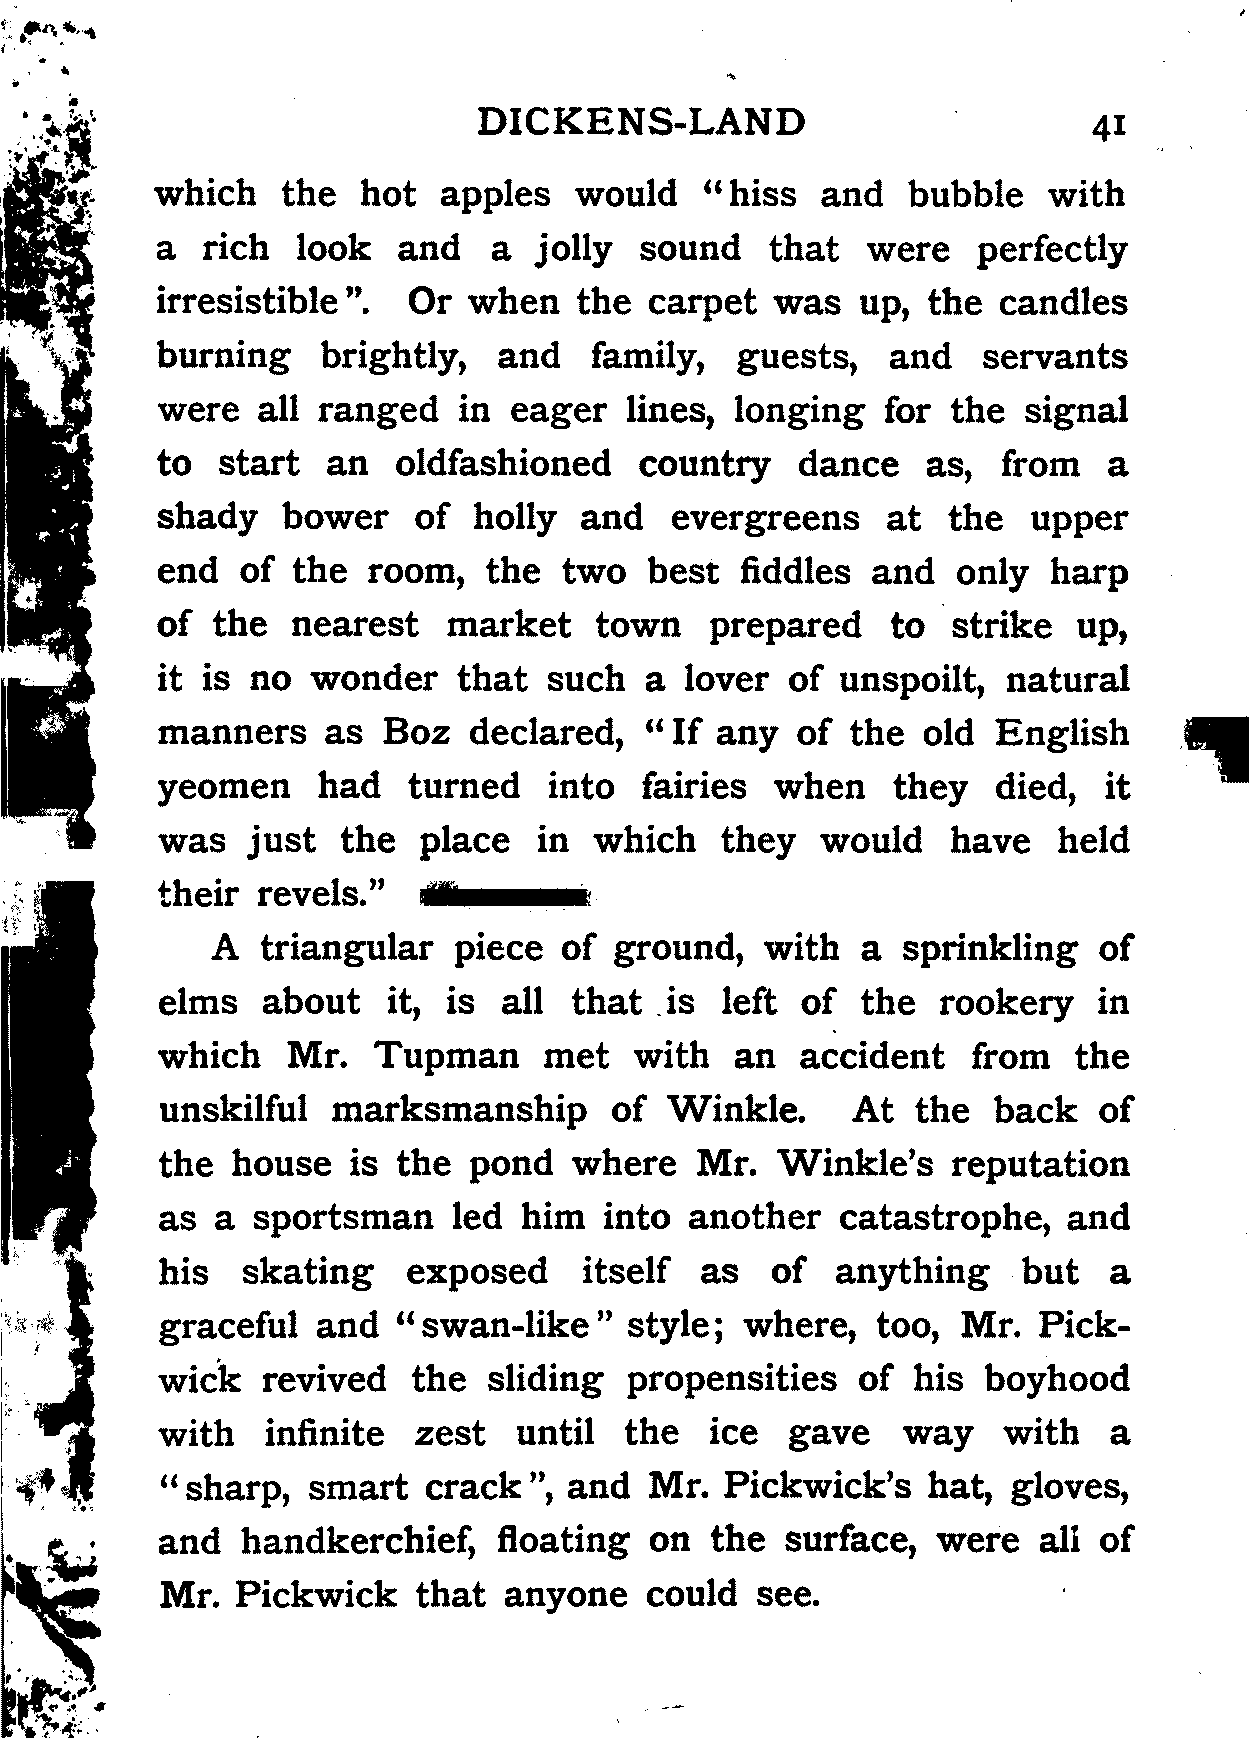 DICKENS-LAND 41
which the hot apples would “hiss and bubble with
a rich look and a jolly sound that were perfectly
irresistible”. Or when the carpet was up, the candles
burning brightly, and family, guests, and servants
were all ranged in eager lines, longing for the signal
to start an oldfashioned country dance as, from a
shady bower of holly and evergreens at the upper
end of the room, the two best fiddles and only harp
of the nearest market town prepared to strike up,
it is no wonder that such a lover of unspoilt, natural
manners as Boz declared, “If any of the old English
yeomen had turned into fairies when they died, it
was just the place in which they would have held
their revels.”
A triangular piece of ground, with a sprinkling of
elms about it, is all that is left of the rookery in
which Mr. Tupman met with an accident from the
unskilful marksmanship of Winkle. At the back of
the house is the pond where Mr. Winkle’s reputation
as a sportsman led him into another catastrophe, and
his skating exposed itself as of anything but a
graceful and “swan-like” style; where, too, Mr. Pick-
wick revived the sliding propensities of his boyhood
with infinite zest until the ice gave way with a
“sharp, smart crack”, and Mr. Pickwick’s hat, gloves,
and handkerchief, floating on the surface, were all of
Mr. Pickwick that anyone could see.